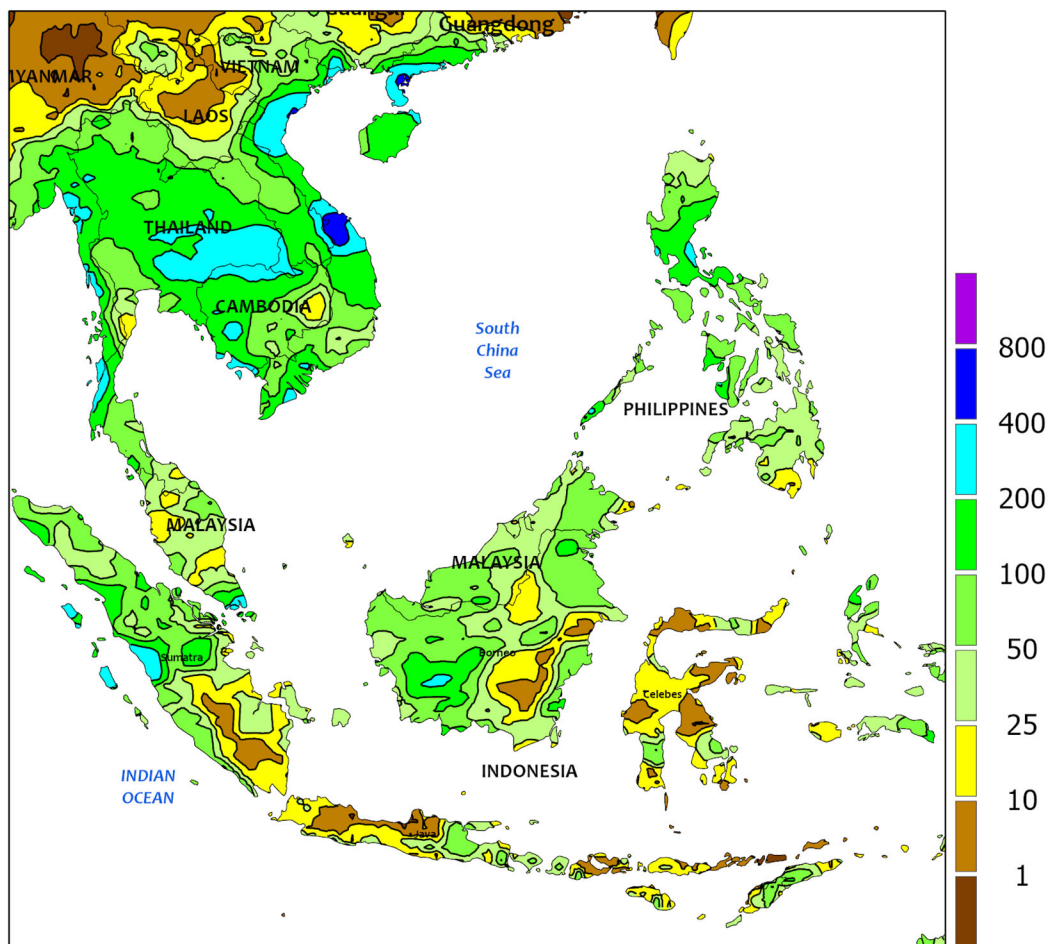 Guangdong
MYANMAR
VIETNAM
LAOS
THAILAND
CAMBODIA
South
China
Sea
PHILIPPINES
MALAYSIA
MALAYSIA
Sumatra
Borneo
Celebes
INDONESIA
INDIAN
OCEAN
Java
800
400
200
100
50
25
10
1